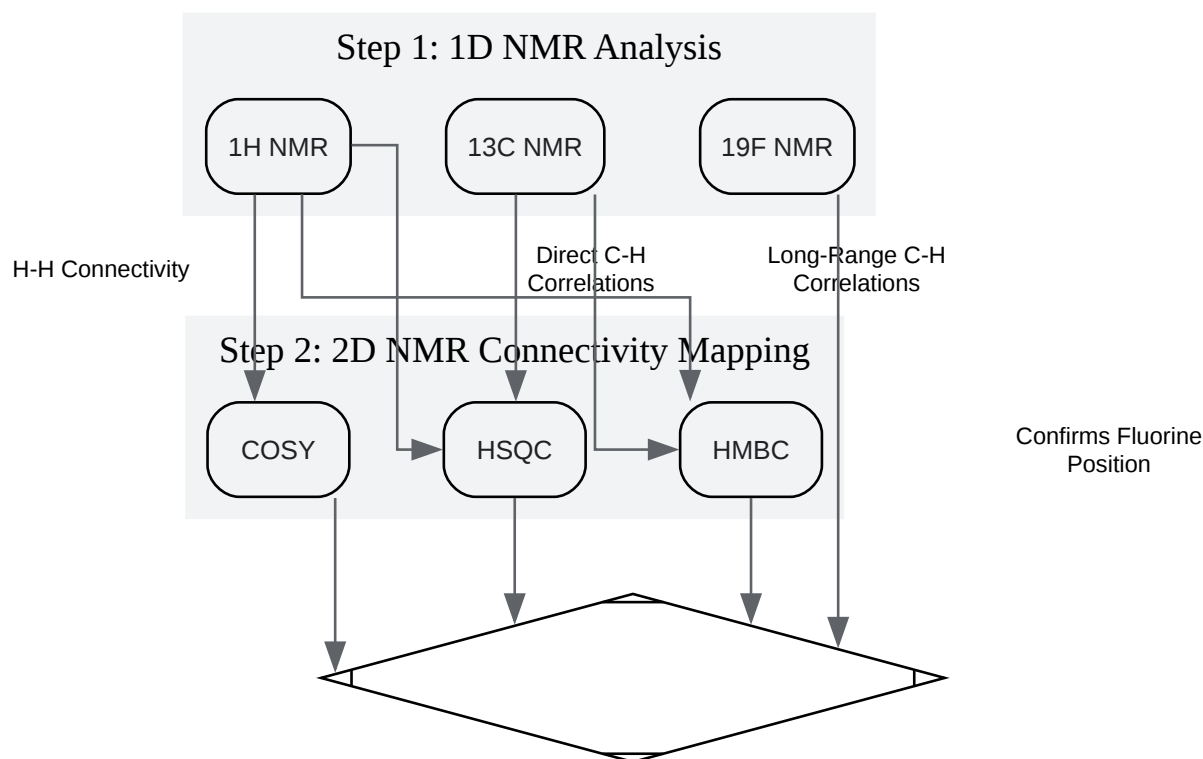 Step 1: 1D NMR Analysis
1H NMR
13C NMR
19F NMR
H-H Connectivity
Direct C-H
Correlations
Long-Range C-H
Correlations
Step 2: 2D NMR Connectivity Mapping
COSY
HSQC
HMBC
Confirms Fluorine
Position